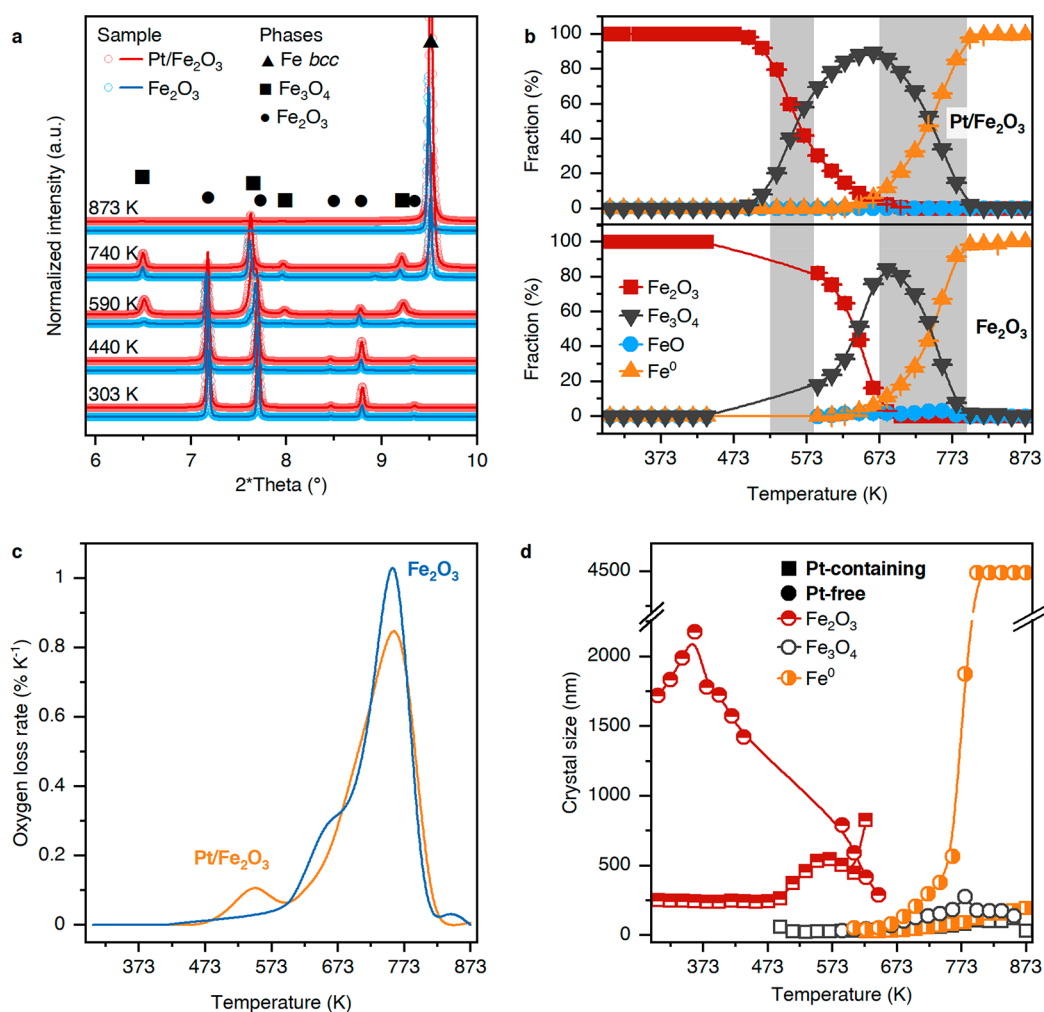 a
Sample
Phases
Pt/Fe₂O₃
Fe bcc
Fe₂O₃
Fe₃O₄
Fe₂O₃
873 K
740 K
590 K
440 K
303 K
Normalized intensity (a.u.)
6 7 8 9 10
2*Theta (°)
b
100
80
60
40
20
0
Fraction (%)
Pt/Fe₂O₃
100
80
60
40
20
0
Fraction (%)
Fe₂O₃
Fe₂O₃
Fe₃O₄
FeO
Fe⁰
373 473 573 673 773 873
Temperature (K)
c
1
0.8
0.6
0.4
0.2
0
Oxygen loss rate (% K⁻¹)
Fe₂O₃
Pt/Fe₂O₃
373 473 573 673 773 873
Temperature (K)
d
4500
2000
1500
1000
500
0
Crystal size (nm)
Pt-containing
Pt-free
Fe₂O₃
Fe₃O₄
Fe⁰
373 473 573 673 773 873
Temperature (K)